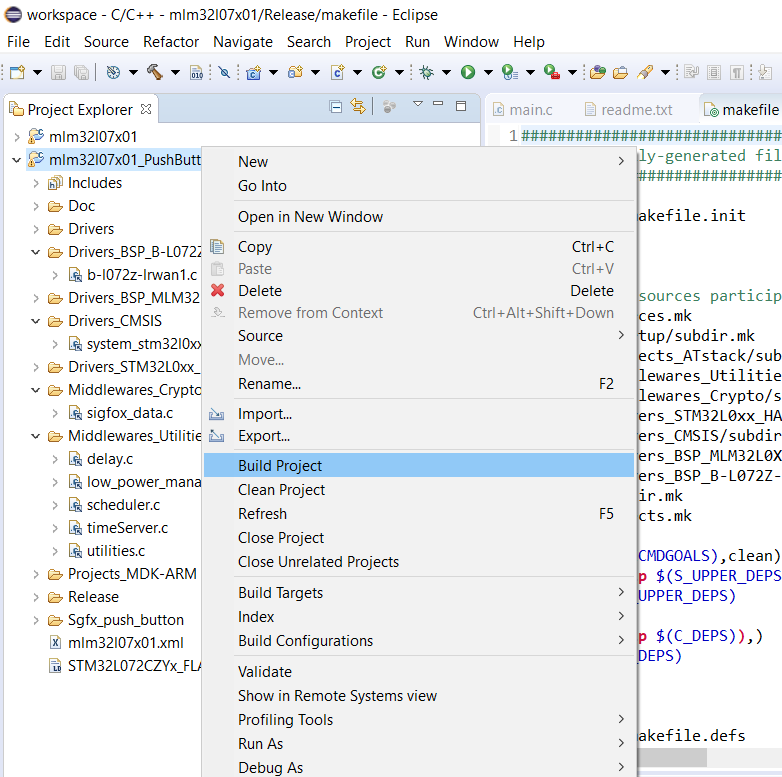 workspace - C/C++ - mlm32l07x01/Release/makefile - Eclipse
File Edit Source Refactor Navigate Search Project Run Window Help
Project Explorer
main.c readme.txt makefile
mlm32l07x01
mlm32l07x01_PushButt
Includes
Doc
Drivers
Drivers_BSP_B-L072Z
b-l072z-lrwan1.c
Drivers_BSP_MLM32
Drivers_CMSIS
system_stm32l0xx
Drivers_STM32L0xx_
Middlewares_Crypto
sigfox_data.c
Middlewares_Utilitie
delay.c
low_power_mana
scheduler.c
timeServer.c
utilities.c
Projects_MDK-ARM
Release
Sgfx_push_button
mlm32l07x01.xml
STM32L072CZYx_FLA
New
Go Into
Open in New Window
Copy Ctrl+C
Paste Ctrl+V
Delete Delete
Remove from Context Ctrl+Alt+Shift+Down
Source
Move...
Rename... F2
Import...
Export...
Build Project
Clean Project
Refresh F5
Close Project
Close Unrelated Projects
Build Targets
Index
Build Configurations
Validate
Show in Remote Systems view
Profiling Tools
Run As
Debug As
1#############################
ly-generated fil
################
akefile.init
sources particip
ces.mk
tup/subdir.mk
ects_ATstack/sub
lewares_Utilitie
lewares_Crypto/s
ers_STM32L0xx_HA
ers_CMSIS/subdir
ers_BSP_MLM32L0X
ers_BSP_B-L072Z-
ir.mk
cts.mk
CMDGOALS),clean)
p $(S_UPPER_DEPS
UPPER_DEPS)
p $(C_DEPS)),)
DEPS)
akefile.defs